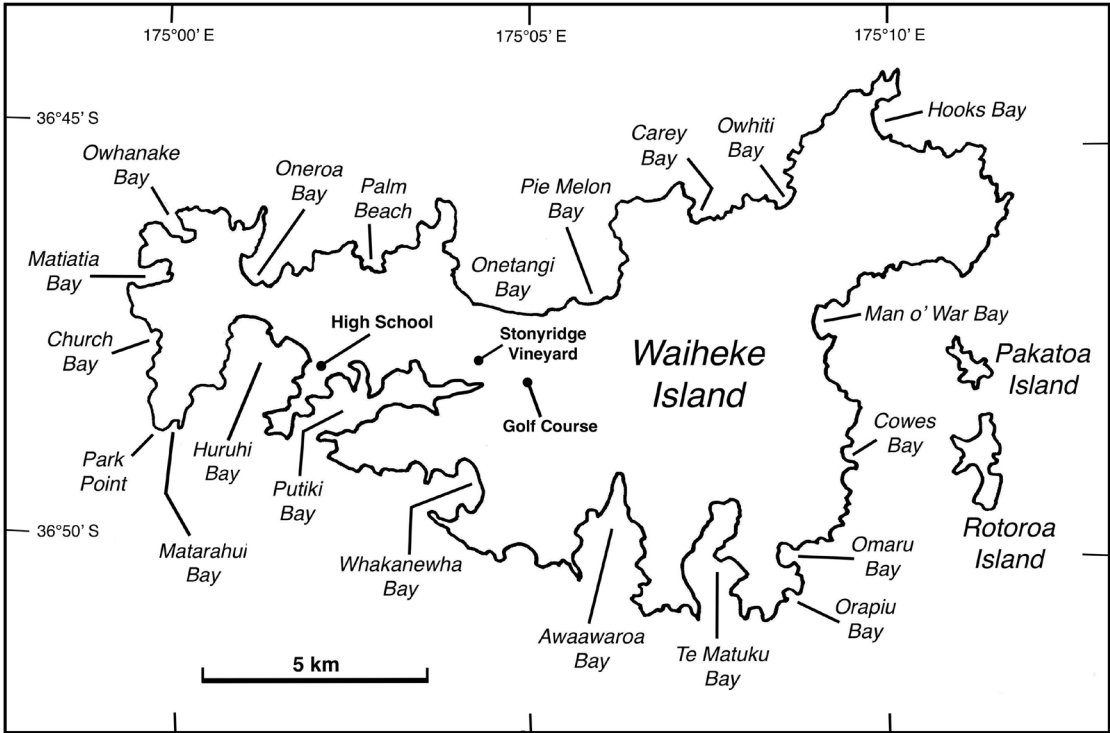 175°00' E
175°05' E
175°10' E
36°45' S
Hooks Bay
Carey
Bay
Owhiti
Bay
Owhanake
Bay
Oneroa
Bay
Palm
Beach
Pie Melon
Bay
Matiatia
Bay
Onetangi
Bay
High School
Stonyridge
Vineyard
Man o' War Bay
Church
Bay
Waiheke
Island
Pakatoa
Island
Golf Course
Cowes
Bay
Park
Point
Huruhi
Bay
Putiki
Bay
36°50' S
Rotoroa
Island
Matarahui
Bay
Whakanewha
Bay
Omaru
Bay
Orapiu
Bay
Awaawaroa
Bay
Te Matuku
Bay
5 km